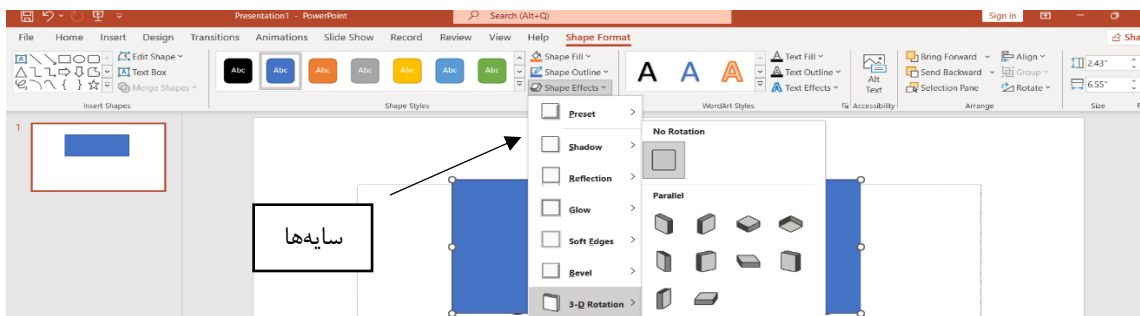 Presentation1 - PowerPoint
Search (Alt+Q)
Sign in
File Home Insert Design Transitions Animations Slide Show Record Review View Help Shape Format
Sha
Edit Shape
Text Box
Merge Shapes
Insert Shapes
Abc Abc Abc Abc Abc Abc Abc
Shape Styles
Shape Fill
Shape Outline
Shape Effects
A A A
WordArt Styles
Text Fill
Text Outline
Text Effects
Alt
Text
Accessibility
Bring Forward
Send Backward
Selection Pane
Align
Group
Rotate
Arrange
2.43"
6.55"
Size
1
Preset
Shadow
Reflection
Glow
Soft Edges
Bevel
3-D Rotation
No Rotation
Parallel
سایه‌ها